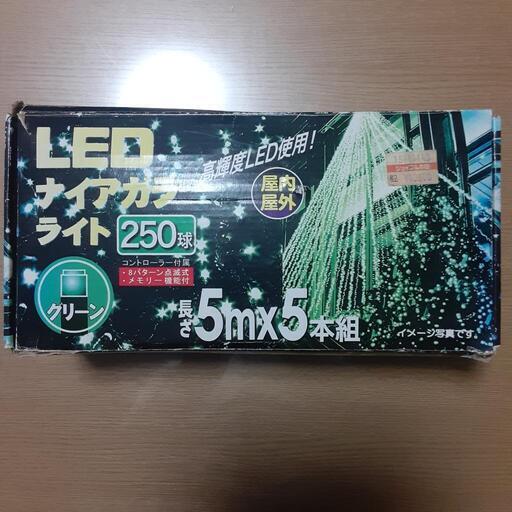 LED
ナイアガラ
ライト
250球
高輝度LED使用!
屋内
屋外
コントローラー付属
・8パターン点滅式
・メモリー機能付
グリーン
長さ5m×5本組
イメージ写真です。